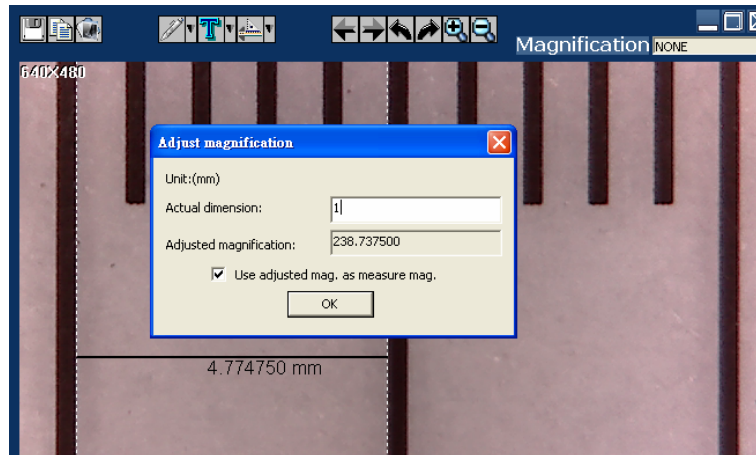 T
Magnification NONE
640X480
Adjust magnification
Unit:(mm)
Actual dimension: 1
Adjusted magnification: 238.737500
Use adjusted mag. as measure mag.
OK
4.774750 mm